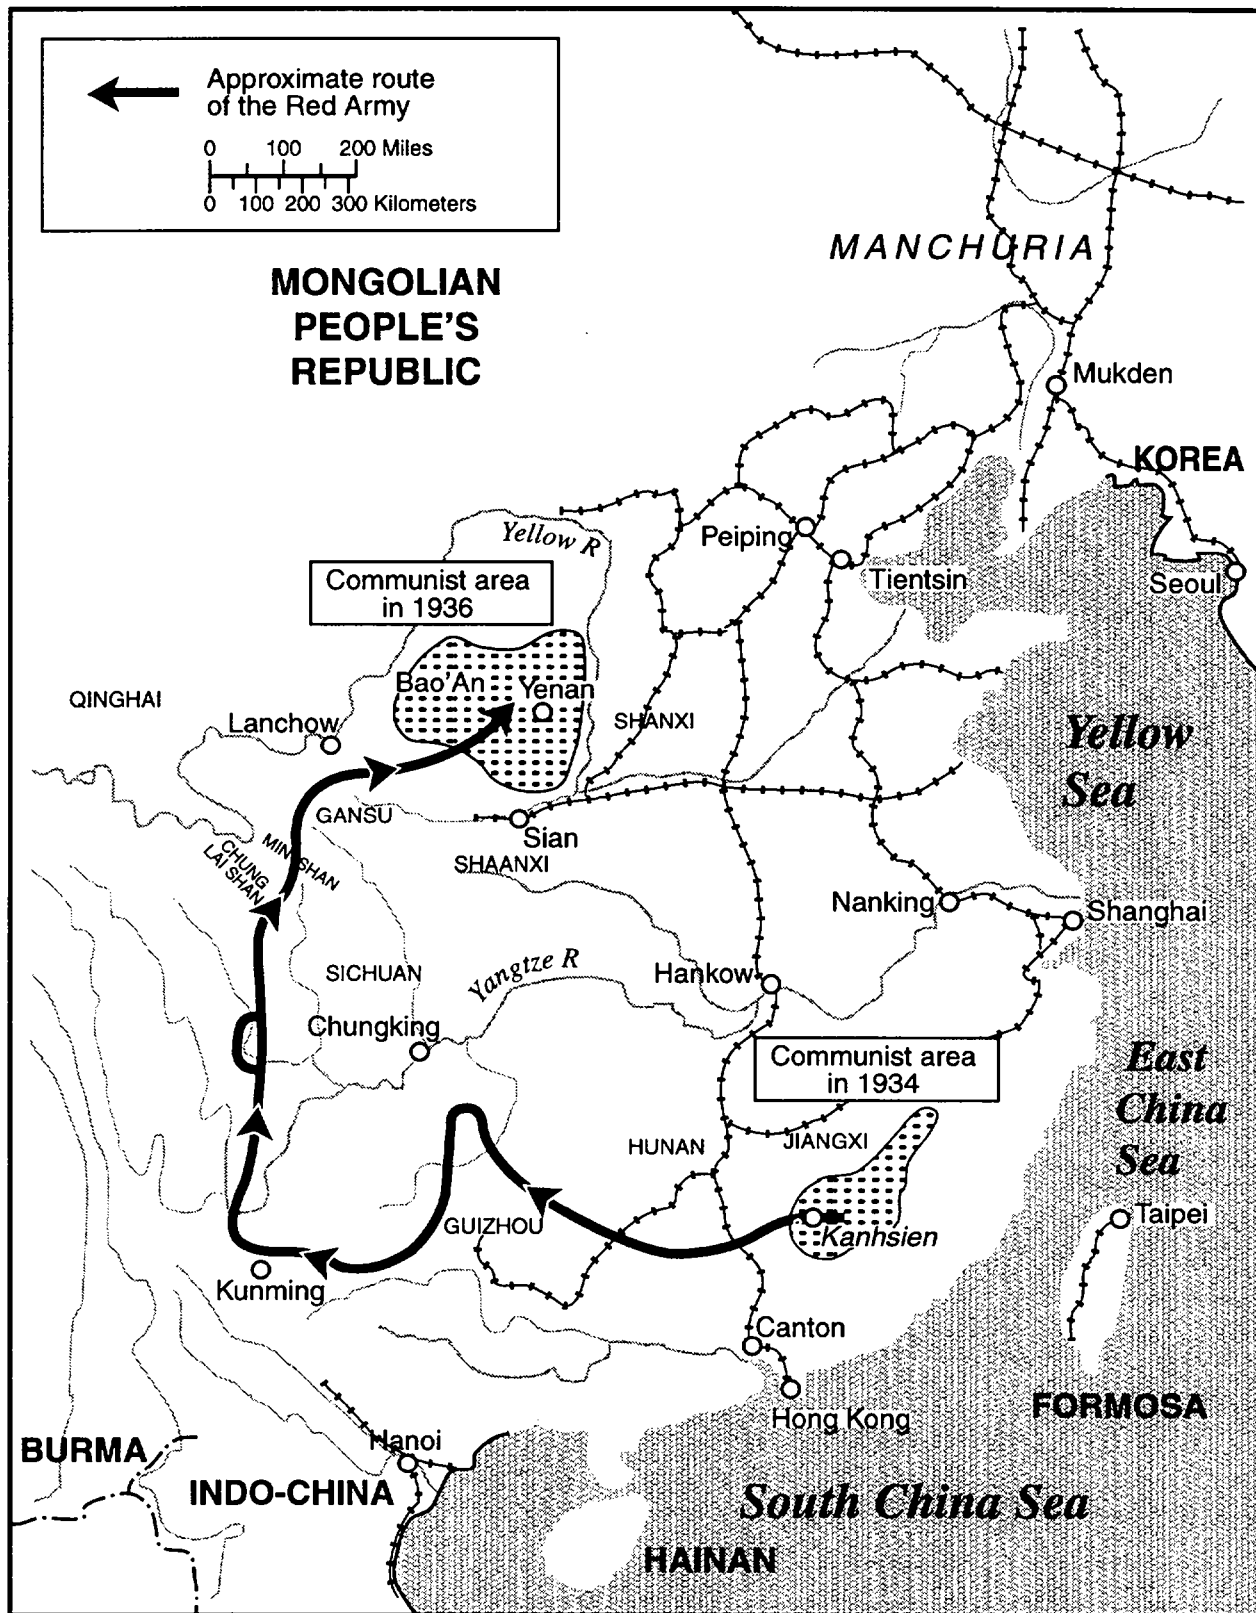 Approximate route
of the Red Army
0 100 200 Miles
0 100 200 300 Kilometers
MANCHURIA
MONGOLIAN
PEOPLE'S
REPUBLIC
Mukden
KOREA
Yellow R
Peiping
Tientsin
Seoul
Communist area
in 1936
Bao'An
Yenan
QINGHAI
Lanchow
SHANXI
Yellow
Sea
GANSU
Sian
MIN SHAN
CHUNG
LAI SHAN
SHAANXI
Nanking
Shanghai
SICHUAN
Yangtze R
Hankow
Chungking
Communist area
in 1934
East
China
Sea
HUNAN
JIANGXI
GUIZHOU
Kanhsien
Taipei
Kunming
Canton
Hong Kong
FORMOSA
Hanoi
BURMA
INDO-CHINA
South China Sea
HAINAN